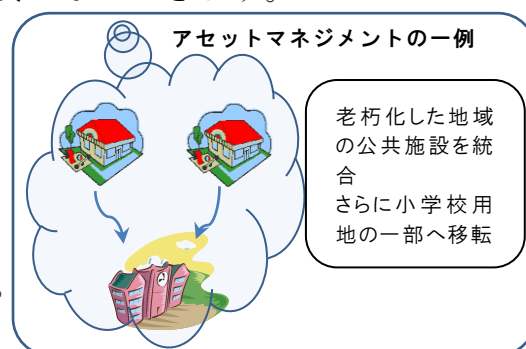 アセットマネジメントの一例
老朽化した地域
の公共施設を統
合
さらに小学校用
地の一部へ移転